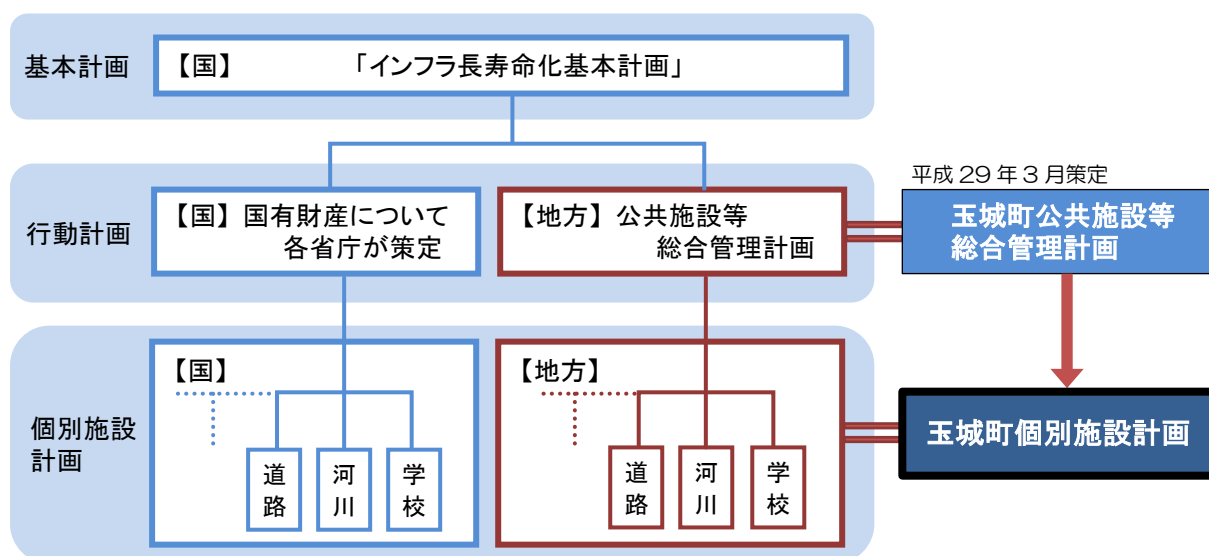 基本計画
【国】 「インフラ長寿命化基本計画」
行動計画
【国】国有財産について
各省庁が策定
【地方】公共施設等
総合管理計画
平成 29 年 3 月策定
玉城町公共施設等
総合管理計画
個別施設
計画
【国】
道路
河川
学校
【地方】
道路
河川
学校
玉城町個別施設計画